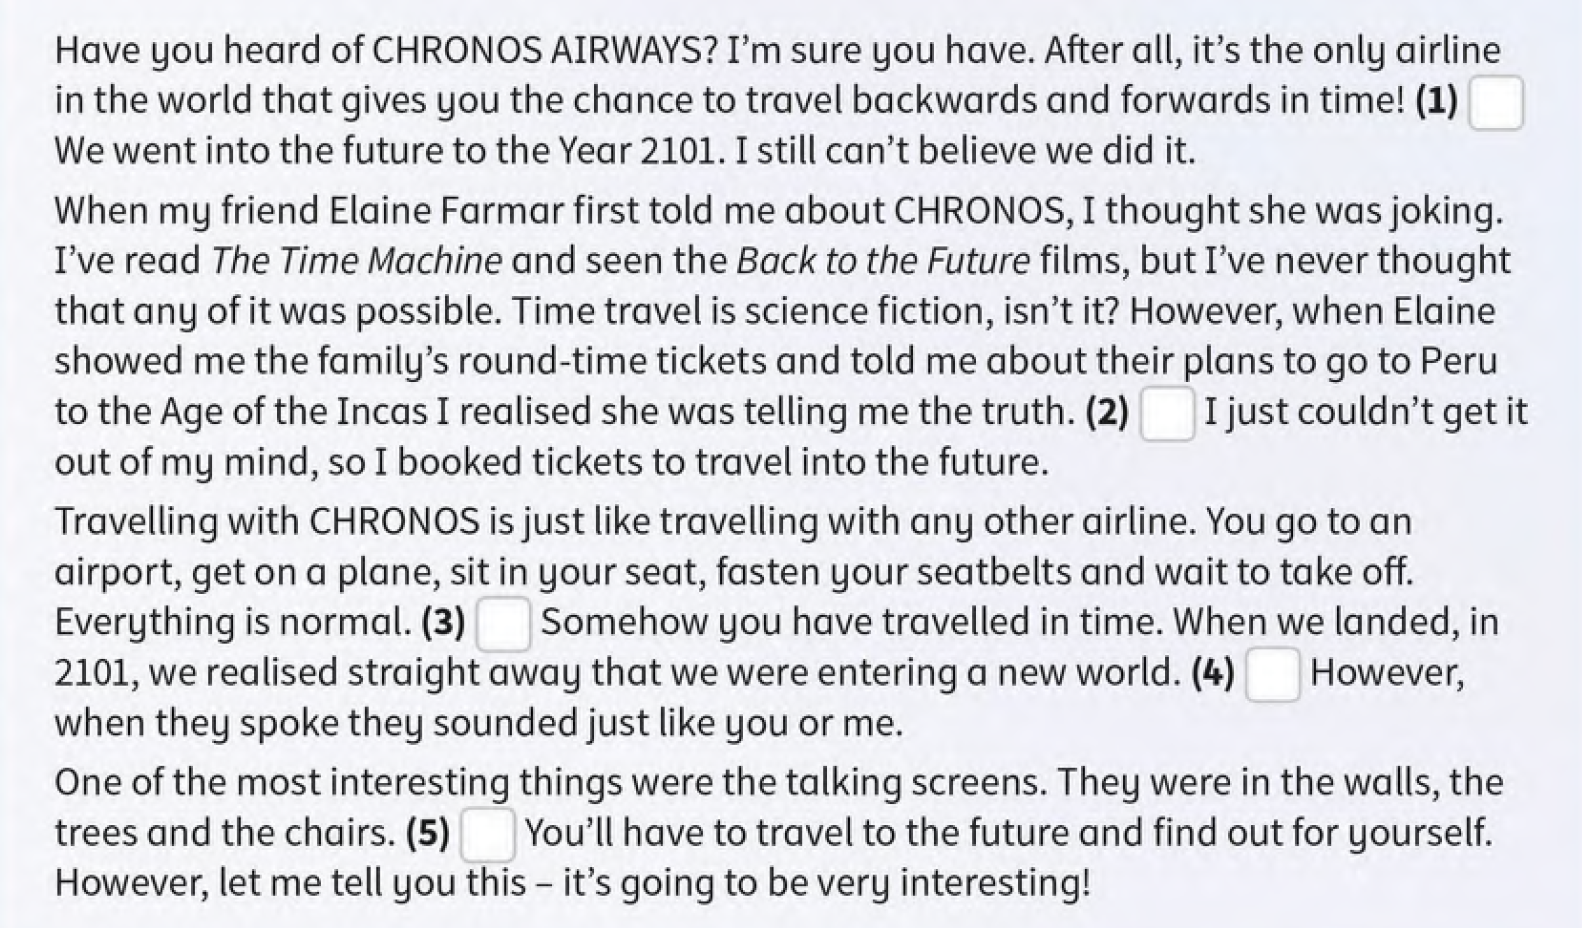 Have you heard of CHRONOS AIRWAYS? I'm sure you have. After all, it's the only airline
in the world that gives you the chance to travel backwards and forwards in time! (1)
We went into the future to the Year 2101. I still can't believe we did it.
When my friend Elaine Farmar first told me about CHRONOS, I thought she was joking.
I've read The Time Machine and seen the Back to the Future films, but I've never thought
that any of it was possible. Time travel is science fiction, isn't it? However, when Elaine
showed me the family's round-time tickets and told me about their plans to go to Peru
to the Age of the Incas I realised she was telling me the truth. (2) I just couldn't get it
out of my mind, so I booked tickets to travel into the future.
Travelling with CHRONOS is just like travelling with any other airline. You go to an
airport, get on a plane, sit in your seat, fasten your seatbelts and wait to take off.
Everything is normal. (3) Somehow you have travelled in time. When we landed, in
2101, we realised straight away that we were entering a new world. (4) However,
when they spoke they sounded just like you or me.
One of the most interesting things were the talking screens. They were in the walls, the
trees and the chairs. (5) You'll have to travel to the future and find out for yourself.
However, let me tell you this – it's going to be very interesting!